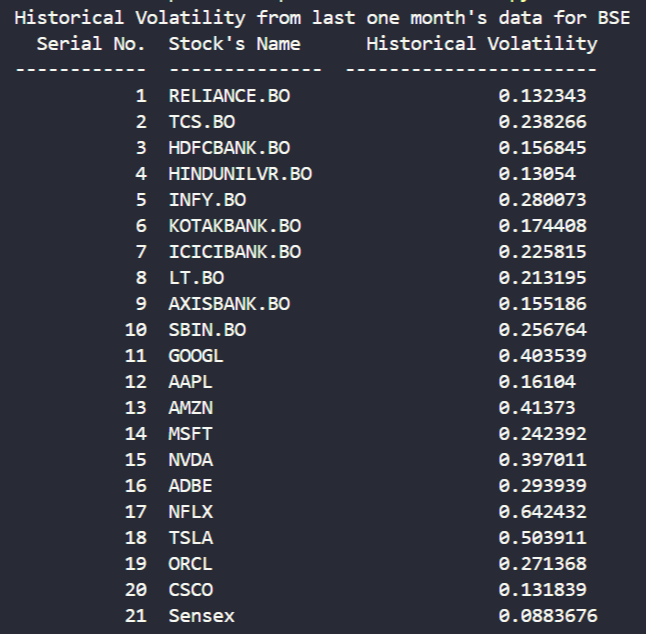 Historical Volatility from last one month's data for BSE
Serial No. Stock's Name Historical Volatility
------------ -------------- -----------------------
1 RELIANCE.BO 0.132343
2 TCS.BO 0.238266
3 HDFCBANK.BO 0.156845
4 HINDUNILVR.BO 0.13054
5 INFY.BO 0.280073
6 KOTAKBANK.BO 0.174408
7 ICICIBANK.BO 0.225815
8 LT.BO 0.213195
9 AXISBANK.BO 0.155186
10 SBIN.BO 0.256764
11 GOOGL 0.403539
12 AAPL 0.16104
13 AMZN 0.41373
14 MSFT 0.242392
15 NVDA 0.397011
16 ADBE 0.293939
17 NFLX 0.642432
18 TSLA 0.503911
19 ORCL 0.271368
20 CSCO 0.131839
21 Sensex 0.0883676